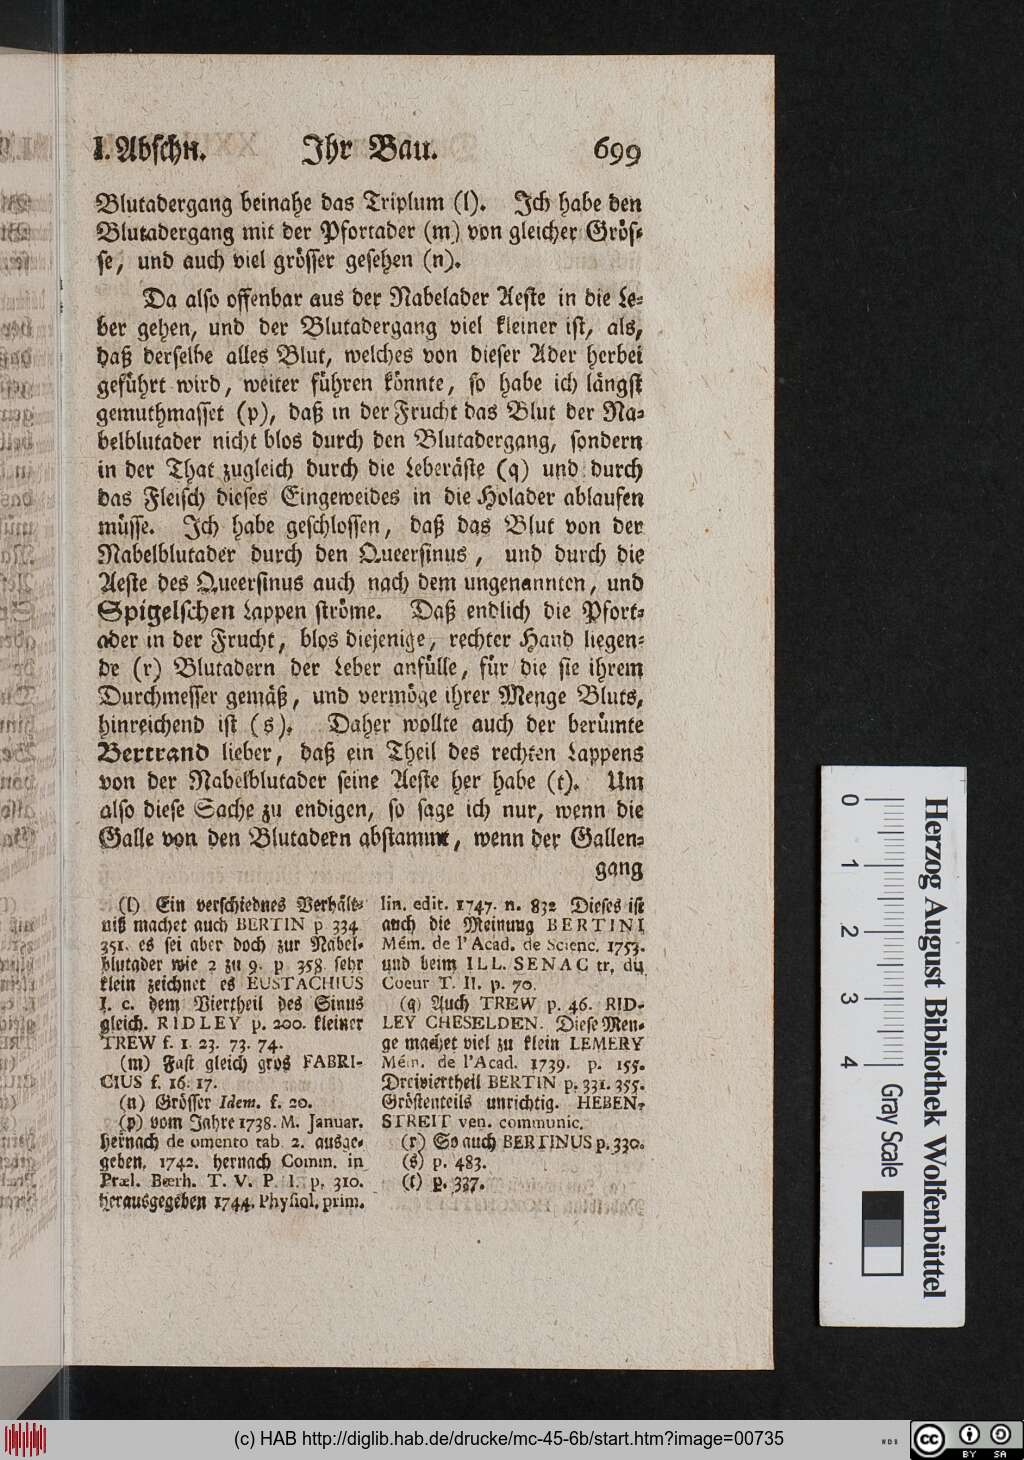 I. Abschn. Ihr Bau. 699
Blutadergang beinahe das Triplum (l). Ich habe den
Blutadergang mit der Pfortader (m) von gleicher Grös-
se, und auch viel grösser gesehen (n).
Da also offenbar aus der Nabelader Aeste in die Le-
ber gehen, und der Blutadergang viel kleiner ist, als,
daß derselbe alles Blut, welches von dieser Ader herbei
geführt wird, weiter führen könnte, so habe ich längst
gemuthmasset (p), daß in der Frucht das Blut der Na-
belblutader nicht blos durch den Blutadergang, sondern
in der That zugleich durch die Leberäste (q) und durch
das Fleisch dieses Eingeweides in die Holader ablaufen
müsse. Ich habe geschlossen, daß das Blut von der
Nabelblutader durch den Queersinus, und durch die
Aeste des Queersinus auch nach dem ungenannten, und
Spigelschen Lappen ströme. Daß endlich die Pfort-
ader in der Frucht, blos diejenige, rechter Hand liegen-
de (r) Blutadern der Leber anfülle, für die sie ihrem
Durchmesser gemäß, und vermöge ihrer Menge Bluts,
hinreichend ist (s). Daher wollte auch der berümte
Bertrand lieber, daß ein Theil des rechten Lappens
von der Nabelblutader seine Aeste her habe (t). Um
also diese Sache zu endigen, so sage ich nur, wenn die
Galle von den Blutadern abstammt, wenn der Gallen-
gang
(l) Ein verschiednes Verhält-
niß machet auch BERTIN p 334
351. es sei aber doch zur Nabel-
blutader wie 2 zu 9. p 358 sehr
klein zeichnet es EUSTACHIUS
l. c. dem Viertheil des Sinus
gleich. RIDLEY p. 200. kleiner
TREW f. 1. 23. 73. 74.
(m) Fast gleich gros FABRI-
CIUS f. 16. 17.
(n) Grösser Idem. f. 20.
(p) vom Jahre 1738. M. Januar.
hernach de omento tab. 2. ausge-
geben, 1742. hernach Comm. in
Præl. Bœrh. T. V. P. I. p. 310.
herausgegeben 1744. Physiol. prim.
lin. edit. 1747. n. 832 Dieses ist
auch die Meinung BERTINI
Mém. de l'Acad. de Scienc. 1753.
und beim ILL. SENAC tr. du
Coeur T. II. p. 70.
(q) Auch TREW p. 46. RID-
LEY CHESELDEN. Diese Men-
ge machet viel zu klein LEMERY
Mém. de l'Acad. 1739. p. 155.
Dreiviertheil BERTIN p. 331. 355.
Gröstenteils unrichtig. HEBEN-
STREIT ven. communic.
(r) So auch BERTINUS p. 330.
(s) p. 483.
(t) p. 337.
0 1 2 3 4
Herzog August Bibliothek Wolfenbüttel
Gray Scale
(c) HAB http://diglib.hab.de/drucke/mc-45-6b/start.htm?image=00735
cc BY SA